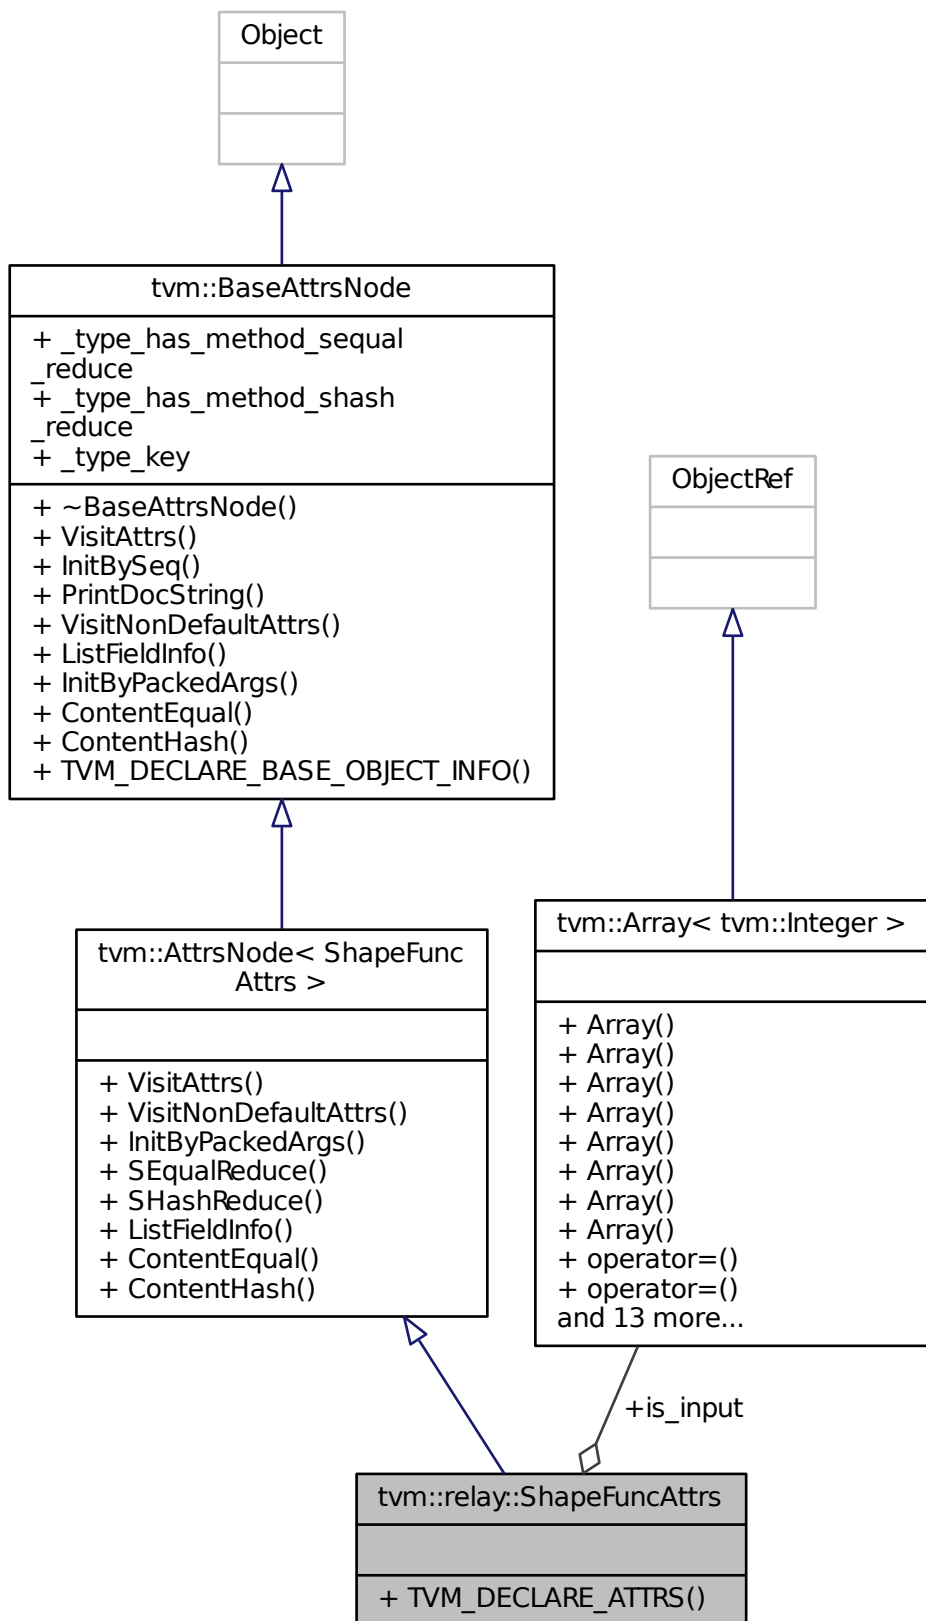 Object
tvm::BaseAttrsNode
+ _type_has_method_sequal
_reduce
+ _type_has_method_shash
_reduce
+ _type_key
+ ~BaseAttrsNode()
+ VisitAttrs()
+ InitBySeq()
+ PrintDocString()
+ VisitNonDefaultAttrs()
+ ListFieldInfo()
+ InitByPackedArgs()
+ ContentEqual()
+ ContentHash()
+ TVM_DECLARE_BASE_OBJECT_INFO()
ObjectRef
tvm::AttrsNode< ShapeFunc
Attrs >
+ VisitAttrs()
+ VisitNonDefaultAttrs()
+ InitByPackedArgs()
+ SEqualReduce()
+ SHashReduce()
+ ListFieldInfo()
+ ContentEqual()
+ ContentHash()
tvm::Array< tvm::Integer >
+ Array()
+ Array()
+ Array()
+ Array()
+ Array()
+ Array()
+ Array()
+ Array()
+ operator=()
+ operator=()
and 13 more...
+is_input
tvm::relay::ShapeFuncAttrs
+ TVM_DECLARE_ATTRS()